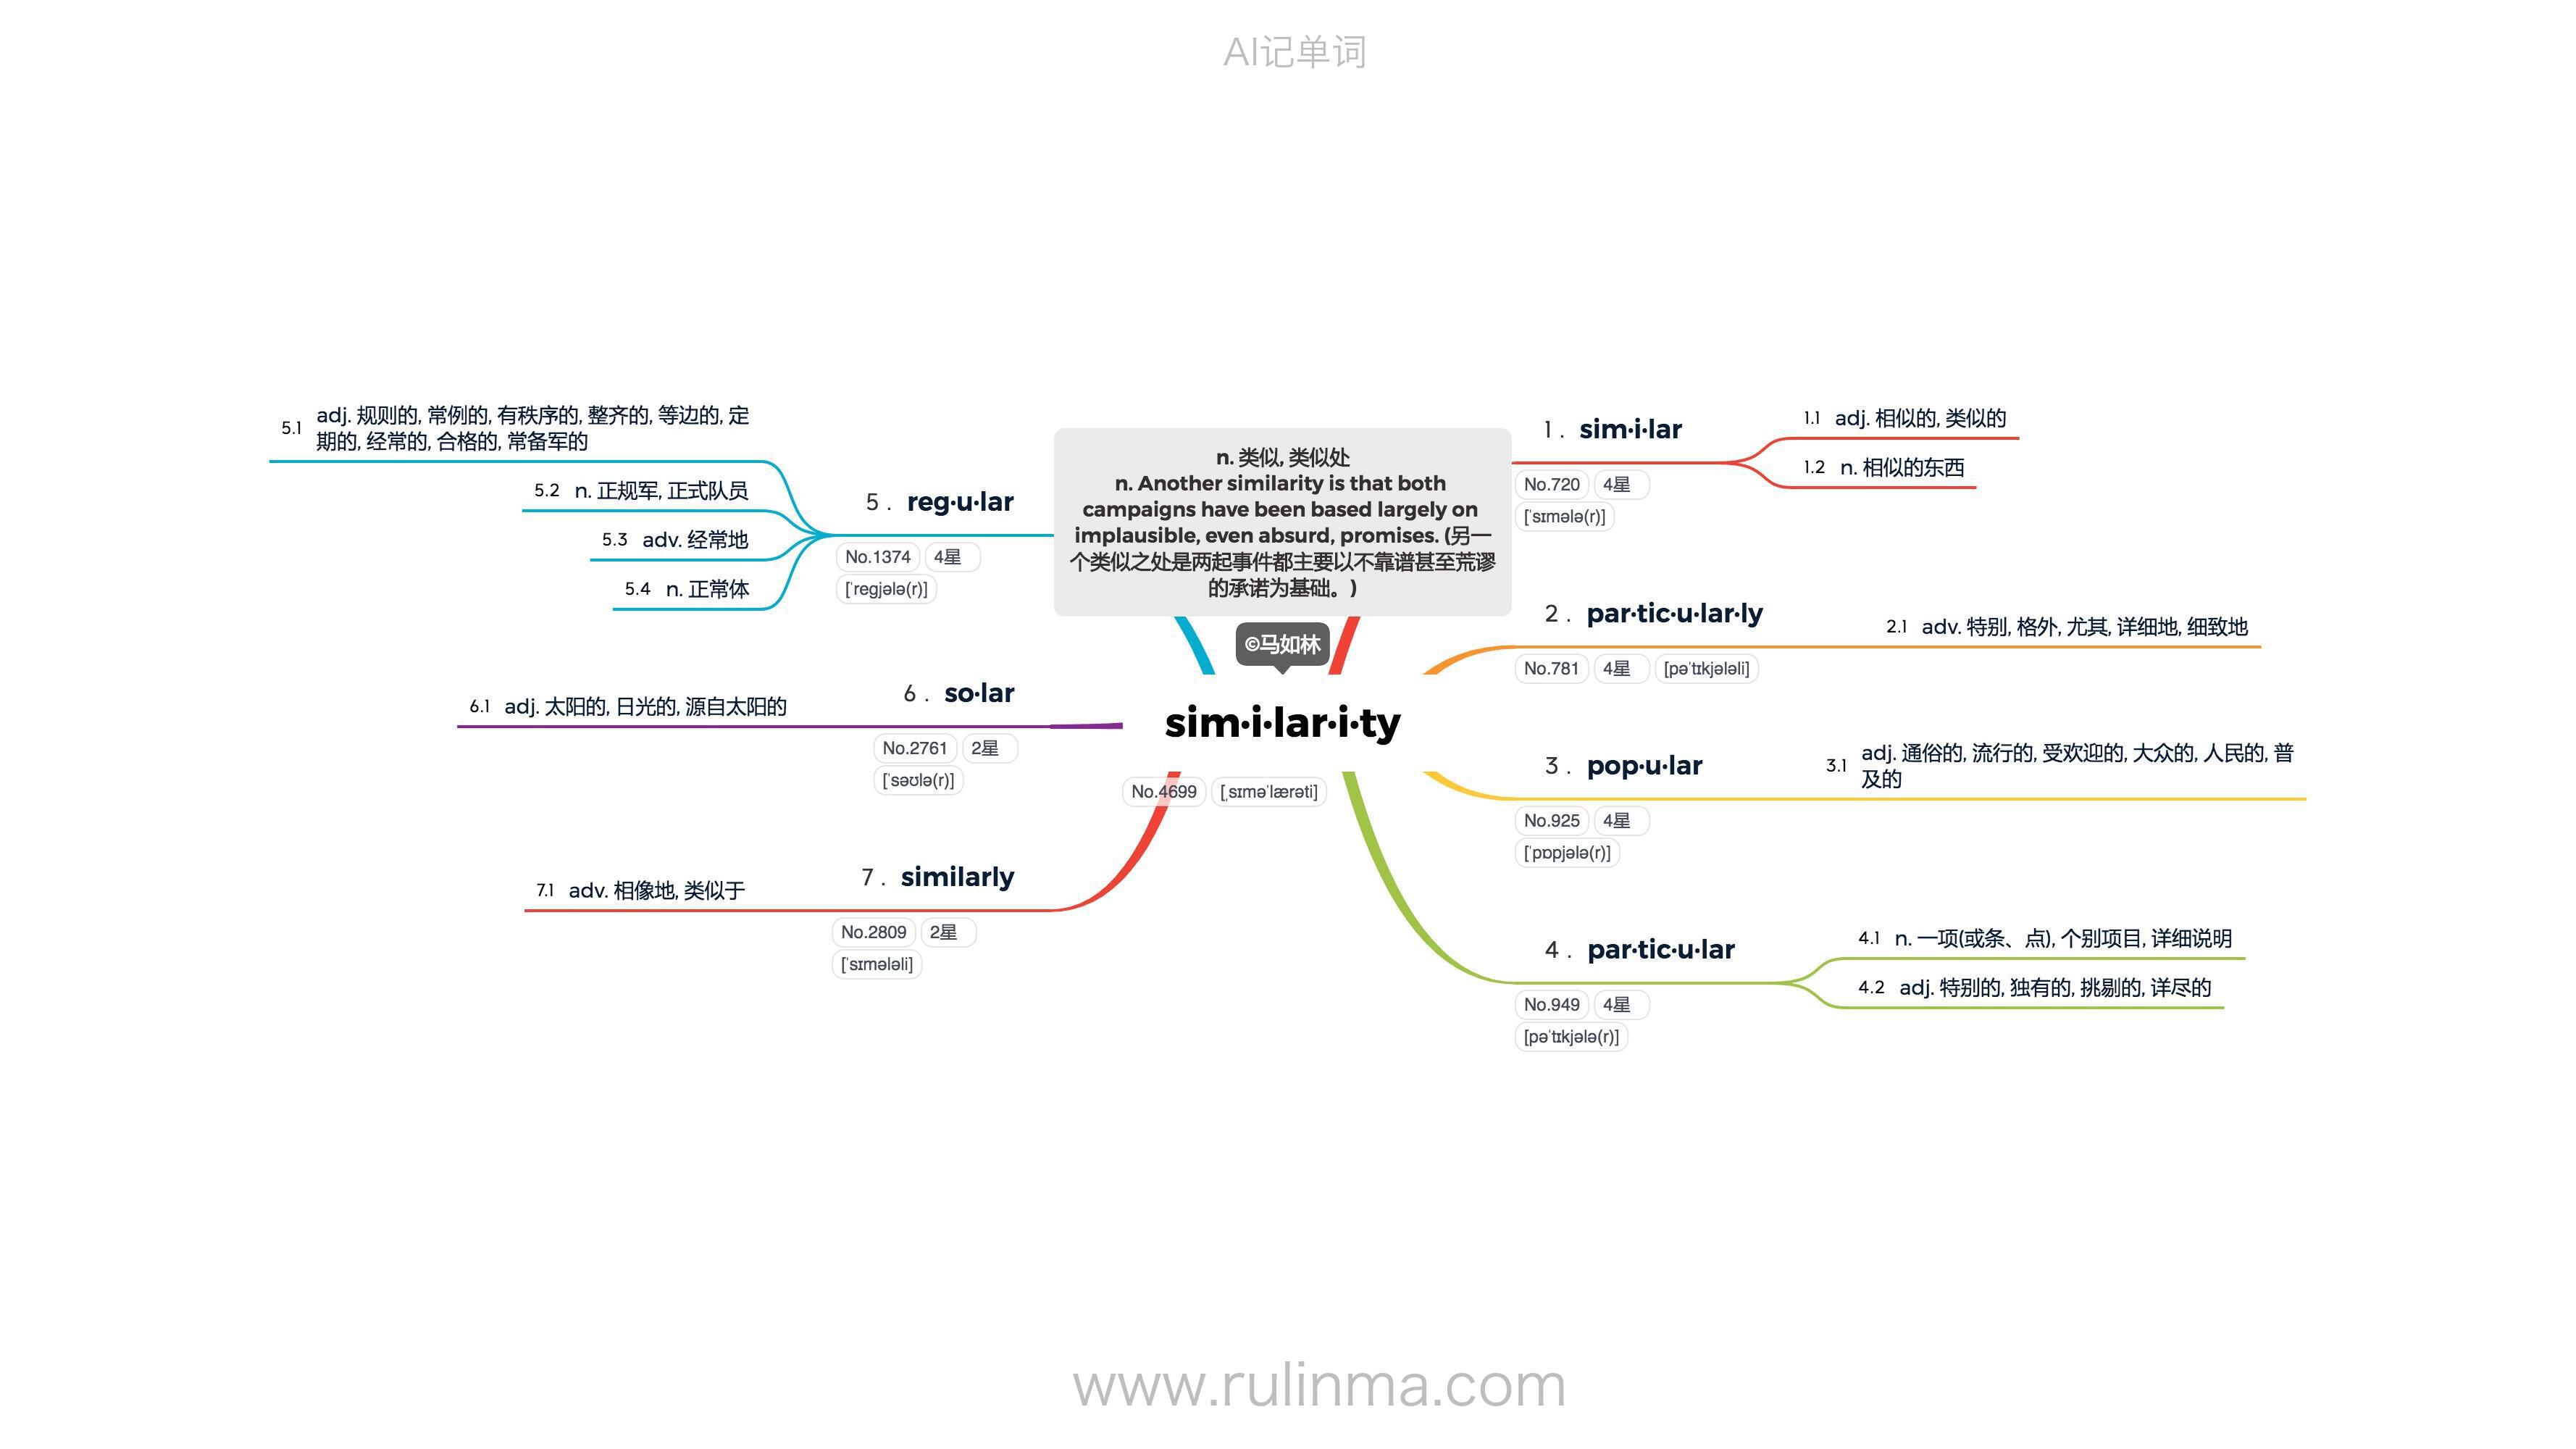 AI记单词
n. 类似, 类似处
n. Another similarity is that both
campaigns have been based largely on
implausible, even absurd, promises. (另一
个类似之处是两起事件都主要以不靠谱甚至荒谬
的承诺为基础。)
©马如林
sim·i·lar·i·ty
No.4699 [ˌsɪməˈlærəti]
1 . sim·i·lar
No.720 4星
[ˈsɪmələ(r)]
1.1 adj. 相似的, 类似的
1.2 n. 相似的东西
2 . par·tic·u·lar·ly
No.781 4星 [pəˈtɪkjələli]
2.1 adv. 特别, 格外, 尤其, 详细地, 细致地
3 . pop·u·lar
No.925 4星
[ˈpɒpjələ(r)]
3.1 adj. 通俗的, 流行的, 受欢迎的, 大众的, 人民的, 普
及的
4 . par·tic·u·lar
No.949 4星
[pəˈtɪkjələ(r)]
4.1 n. 一项(或条、点), 个别项目, 详细说明
4.2 adj. 特别的, 独有的, 挑剔的, 详尽的
5 . reg·u·lar
No.1374 4星
[ˈregjələ(r)]
5.1 adj. 规则的, 常例的, 有秩序的, 整齐的, 等边的, 定
期的, 经常的, 合格的, 常备军的
5.2 n. 正规军, 正式队员
5.3 adv. 经常地
5.4 n. 正常体
6 . so·lar
No.2761 2星
[ˈsəʊlə(r)]
6.1 adj. 太阳的, 日光的, 源自太阳的
7 . similarly
No.2809 2星
[ˈsɪmələli]
7.1 adv. 相像地, 类似于
www.rulinma.com